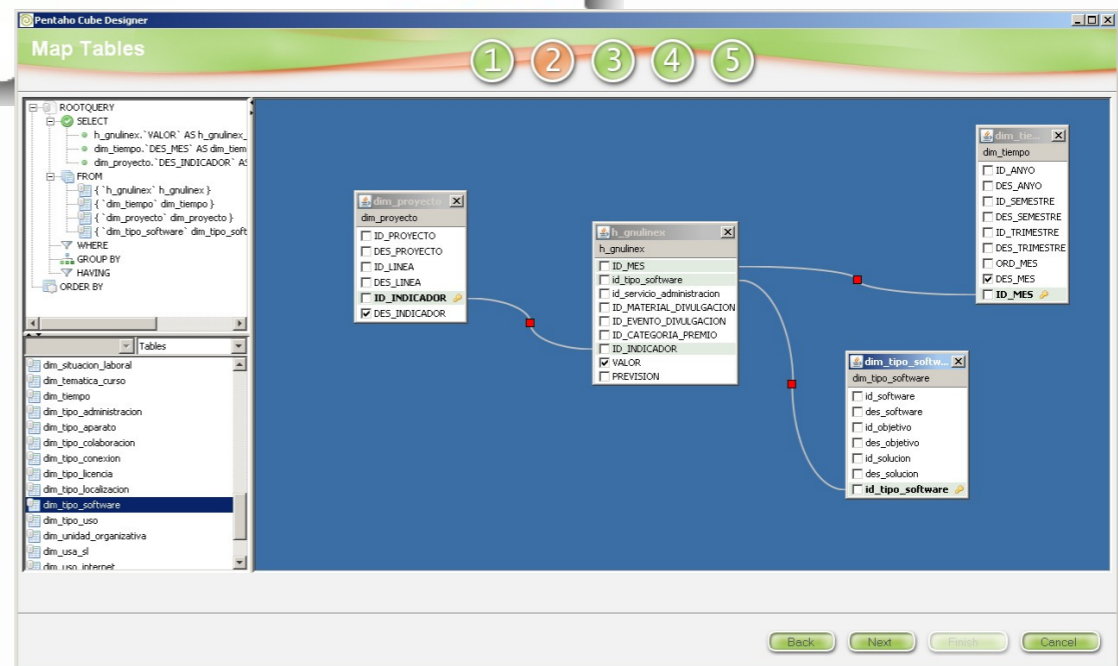 Pentaho Cube Designer
Map Tables
1 2 3 4 5
ROOTQUERY
SELECT
h_gnulinex.`VALOR` AS h_gnulinex_
dim_tiempo.`DES_MES` AS dim_tiem
dim_proyecto.`DES_INDICADOR` AS
FROM
{ `h_gnulinex` h_gnulinex }
{ `dim_tiempo` dim_tiempo }
{ `dim_proyecto` dim_proyecto }
{ `dim_tipo_software` dim_tipo_soft
WHERE
GROUP BY
HAVING
ORDER BY
Tables
dim_situacion_laboral
dim_tematica_curso
dim_tiempo
dim_tipo_administracion
dim_tipo_aparato
dim_tipo_colaboracion
dim_tipo_conexion
dim_tipo_licencia
dim_tipo_localizacion
dim_tipo_software
dim_tipo_uso
dim_unidad_organizativa
dim_usa_sl
dim_uso_internet
dim_proyecto
dim_proyecto
ID_PROYECTO
DES_PROYECTO
ID_LINEA
DES_LINEA
ID_INDICADOR
DES_INDICADOR
h_gnulinex
h_gnulinex
ID_MES
id_tipo_software
id_servicio_administracion
ID_MATERIAL_DIVULGACION
ID_EVENTO_DIVULGACION
ID_CATEGORIA_PREMIO
ID_INDICADOR
VALOR
PREVISION
dim_tie...
dim_tiempo
ID_ANYO
DES_ANYO
ID_SEMESTRE
DES_SEMESTRE
ID_TRIMESTRE
DES_TRIMESTRE
ORD_MES
DES_MES
ID_MES
dim_tipo_softw...
dim_tipo_software
id_software
des_software
id_objetivo
des_objetivo
id_solucion
des_solucion
id_tipo_software
Back Next Finish Cancel